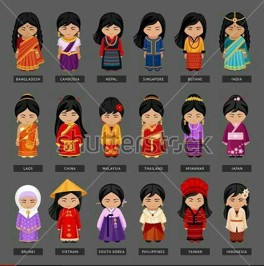 BANGLADESH CAMBODIA NEPAL SINGAPORE BUTANE INDIA
shutterstock
LAOS CHINA MALAYSIA THAILAND MYANMAR JAPAN
BRUNEI VIETNAM SOUTH KOREA PHILIPPINES TAIWAN INDONESIA